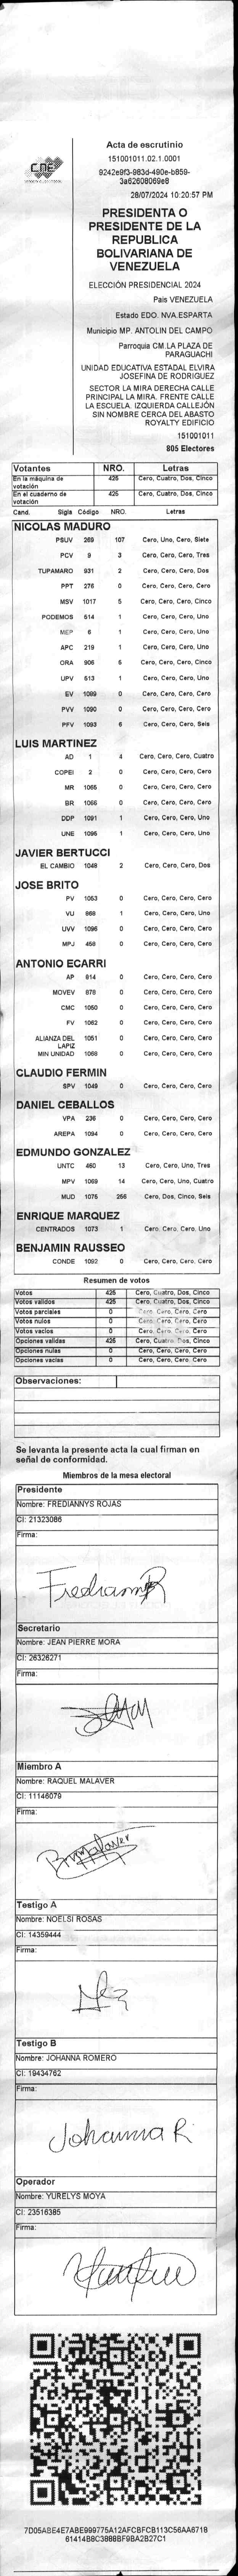 CNE
Acta de escrutinio
151001011.02.1.0001
9242e9f3-983d-490e-b859-
3a62608069e8
28/07/2024 10:20:57 PM
PRESIDENTA O
PRESIDENTE DE LA
REPUBLICA
BOLIVARIANA DE
VENEZUELA
ELECCIÓN PRESIDENCIAL 2024
País VENEZUELA
Estado EDO. NVA.ESPARTA
Municipio MP. ANTOLIN DEL CAMPO
Parroquia CM.LA PLAZA DE
PARAGUACHI
UNIDAD EDUCATIVA ESTADAL ELVIRA
JOSEFINA DE RODRIGUEZ
SECTOR LA MIRA DERECHA CALLE
PRINCIPAL LA MIRA. FRENTE CALLE
LA ESCUELA. IZQUIERDA CALLEJÓN
SIN NOMBRE CERCA DEL ABASTO
ROYALTY EDIFICIO
151001011
805 Electores
Votantes NRO. Letras
En la máquina de votación 425 Cero, Cuatro, Dos, Cinco
En el cuaderno de votación 425 Cero, Cuatro, Dos, Cinco
Cand. Sigla Código NRO. Letras
NICOLAS MADURO
PSUV 269 107 Cero, Uno, Cero, Siete
PCV 9 3 Cero, Cero, Cero, Tres
TUPAMARO 931 2 Cero, Cero, Cero, Dos
PPT 276 0 Cero, Cero, Cero, Cero
MSV 1017 5 Cero, Cero, Cero, Cinco
PODEMOS 514 1 Cero, Cero, Cero, Uno
MEP 6 1 Cero, Cero, Cero, Uno
APC 219 1 Cero, Cero, Cero, Uno
ORA 906 5 Cero, Cero, Cero, Cinco
UPV 513 1 Cero, Cero, Cero, Uno
EV 1089 0 Cero, Cero, Cero, Cero
PVV 1090 0 Cero, Cero, Cero, Cero
PFV 1093 6 Cero, Cero, Cero, Seis
LUIS MARTINEZ
AD 1 4 Cero, Cero, Cero, Cuatro
COPEI 2 0 Cero, Cero, Cero, Cero
MR 1065 0 Cero, Cero, Cero, Cero
BR 1066 0 Cero, Cero, Cero, Cero
DDP 1091 1 Cero, Cero, Cero, Uno
UNE 1095 1 Cero, Cero, Cero, Uno
JAVIER BERTUCCI
EL CAMBIO 1048 2 Cero, Cero, Cero, Dos
JOSE BRITO
PV 1053 0 Cero, Cero, Cero, Cero
VU 868 1 Cero, Cero, Cero, Uno
UVV 1096 0 Cero, Cero, Cero, Cero
MPJ 458 0 Cero, Cero, Cero, Cero
ANTONIO ECARRI
AP 814 0 Cero, Cero, Cero, Cero
MOVEV 878 0 Cero, Cero, Cero, Cero
CMC 1050 0 Cero, Cero, Cero, Cero
FV 1062 0 Cero, Cero, Cero, Cero
ALIANZA DEL LAPIZ 1051 0 Cero, Cero, Cero, Cero
MIN UNIDAD 1068 0 Cero, Cero, Cero, Cero
CLAUDIO FERMIN
SPV 1049 0 Cero, Cero, Cero, Cero
DANIEL CEBALLOS
VPA 236 0 Cero, Cero, Cero, Cero
AREPA 1094 0 Cero, Cero, Cero, Cero
EDMUNDO GONZALEZ
UNTC 460 13 Cero, Cero, Uno, Tres
MPV 1069 14 Cero, Cero, Uno, Cuatro
MUD 1075 256 Cero, Dos, Cinco, Seis
ENRIQUE MARQUEZ
CENTRADOS 1073 1 Cero, Cero, Cero, Uno
BENJAMIN RAUSSEO
CONDE 1092 0 Cero, Cero, Cero, Cero
Resumen de votos
Votos 425 Cero, Cuatro, Dos, Cinco
Votos validos 425 Cero, Cuatro, Dos, Cinco
Votos parciales 0 Cero, Cero, Cero, Cero
Votos nulos 0 Cero, Cero, Cero, Cero
Votos vacios 0 Cero, Cero, Cero, Cero
Opciones validas 425 Cero, Cuatro, Dos, Cinco
Opciones nulas 0 Cero, Cero, Cero, Cero
Opciones vacias 0 Cero, Cero, Cero, Cero
Observaciones:
Se levanta la presente acta la cual firman en
señal de conformidad.
Miembros de la mesa electoral
Presidente
Nombre: FREDIANNYS ROJAS
CI: 21323086
Firma:
Secretario
Nombre: JEAN PIERRE MORA
CI: 26326271
Firma:
Miembro A
Nombre: RAQUEL MALAVER
CI: 11146079
Firma:
Testigo A
Nombre: NOELSI ROSAS
CI: 14359444
Firma:
Testigo B
Nombre: JOHANNA ROMERO
CI: 19434762
Firma:
Johanna R
Operador
Nombre: YURELYS MOYA
CI: 23516385
Firma:
7D05ABE4E7ABE999775A12AFCBFCB113C56AA6718
61414B8C3888BF9BA2B27C1